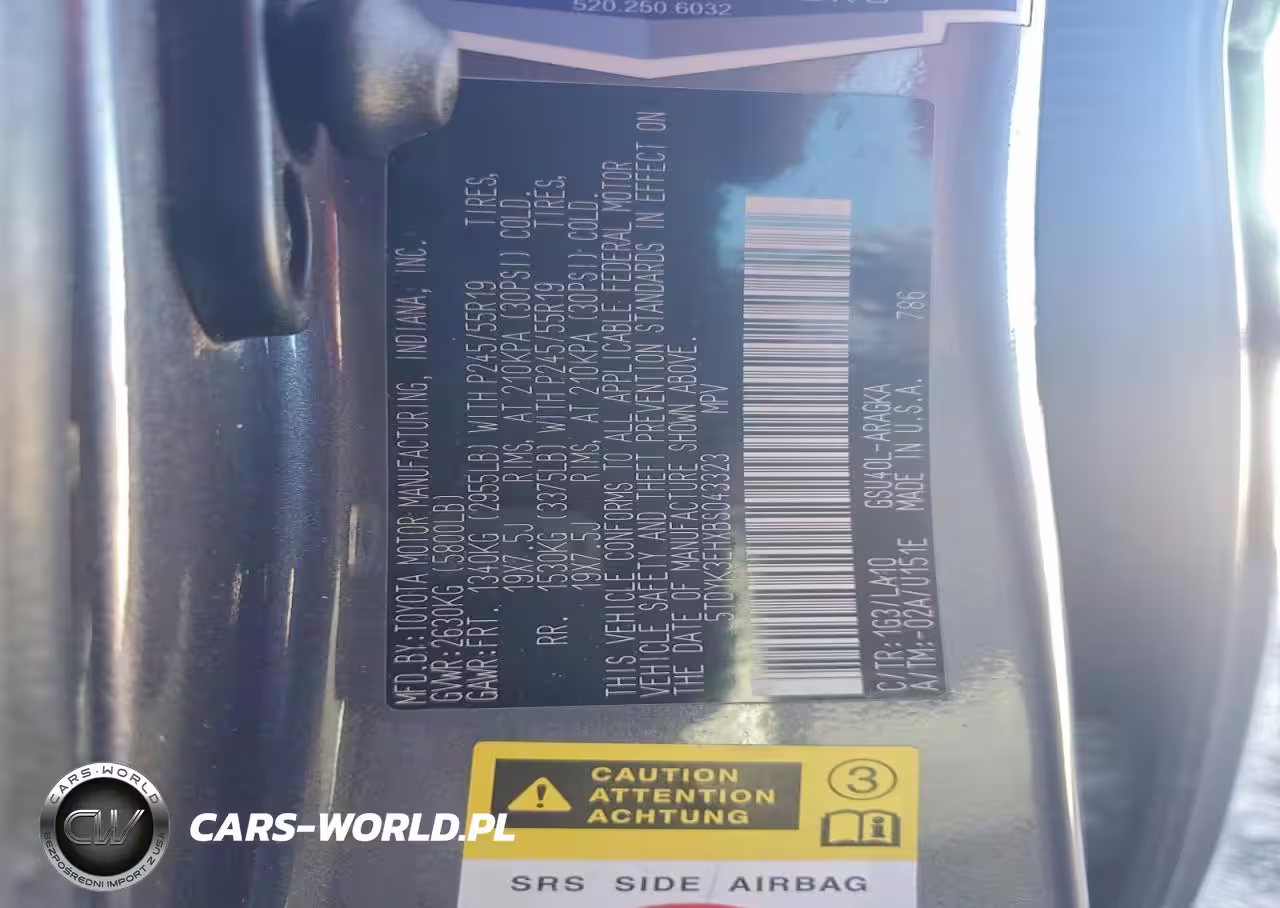 520.250.6032
MFD.BY:TOYOTA MOTOR MANUFACTURING, INDIANA, INC.
GVWR:2630KG (5800LB)
GAWR:FRT. 1340KG (2955LB) WITH P245/55R19 TIRES,
19X7.5J RIMS, AT 210KPA (30PSI) COLD.
RR. 1530KG (3375LB) WITH P245/55R19 TIRES,
19X7.5J RIMS, AT 210KPA (30PSI) COLD.
THIS VEHICLE CONFORMS TO ALL APPLICABLE FEDERAL MOTOR
VEHICLE SAFETY AND THEFT PREVENTION STANDARDS IN EFFECT ON
THE DATE OF MANUFACTURE SHOWN ABOVE.
5TDYK3EHXBS043323 MPV
C/TR:1G3/LA10 GSU40L-ARAGKA 786
A/TM:-02A/U151E MADE IN U.S.A.
CAUTION
ATTENTION
ACHTUNG
3
SRS SIDE AIRBAG
CARS-WORLD
CW
BEZPOŚREDNI IMPORT Z USA
CARS-WORLD.PL